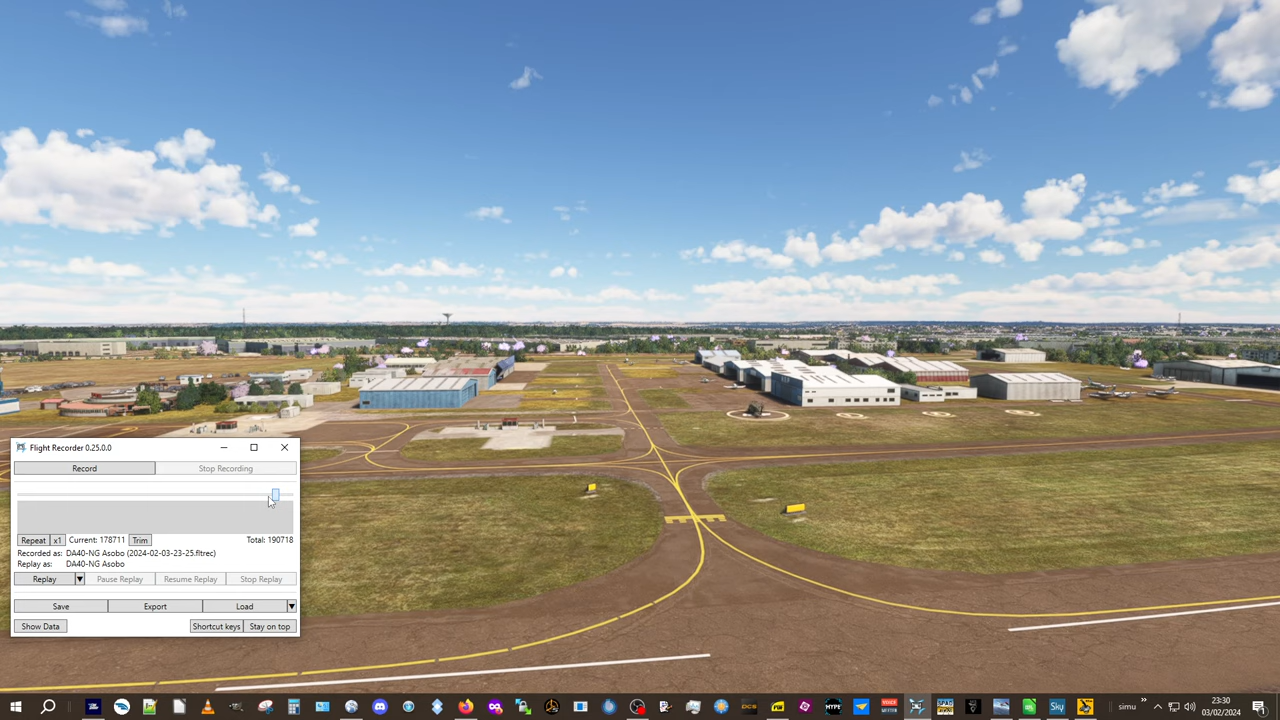 Flight Recorder 0.25.0.0
Record Stop Recording
Repeat x1 Current: 178711 Trim Total: 190718
Recorded as: DA40-NG Asobo (2024-02-03-23-25.fltrec)
Replay as: DA40-NG Asobo
Replay Pause Replay Resume Replay Stop Replay
Save Export Load
Show Data Shortcut keys Stay on top
simu 23:30
03/02/2024